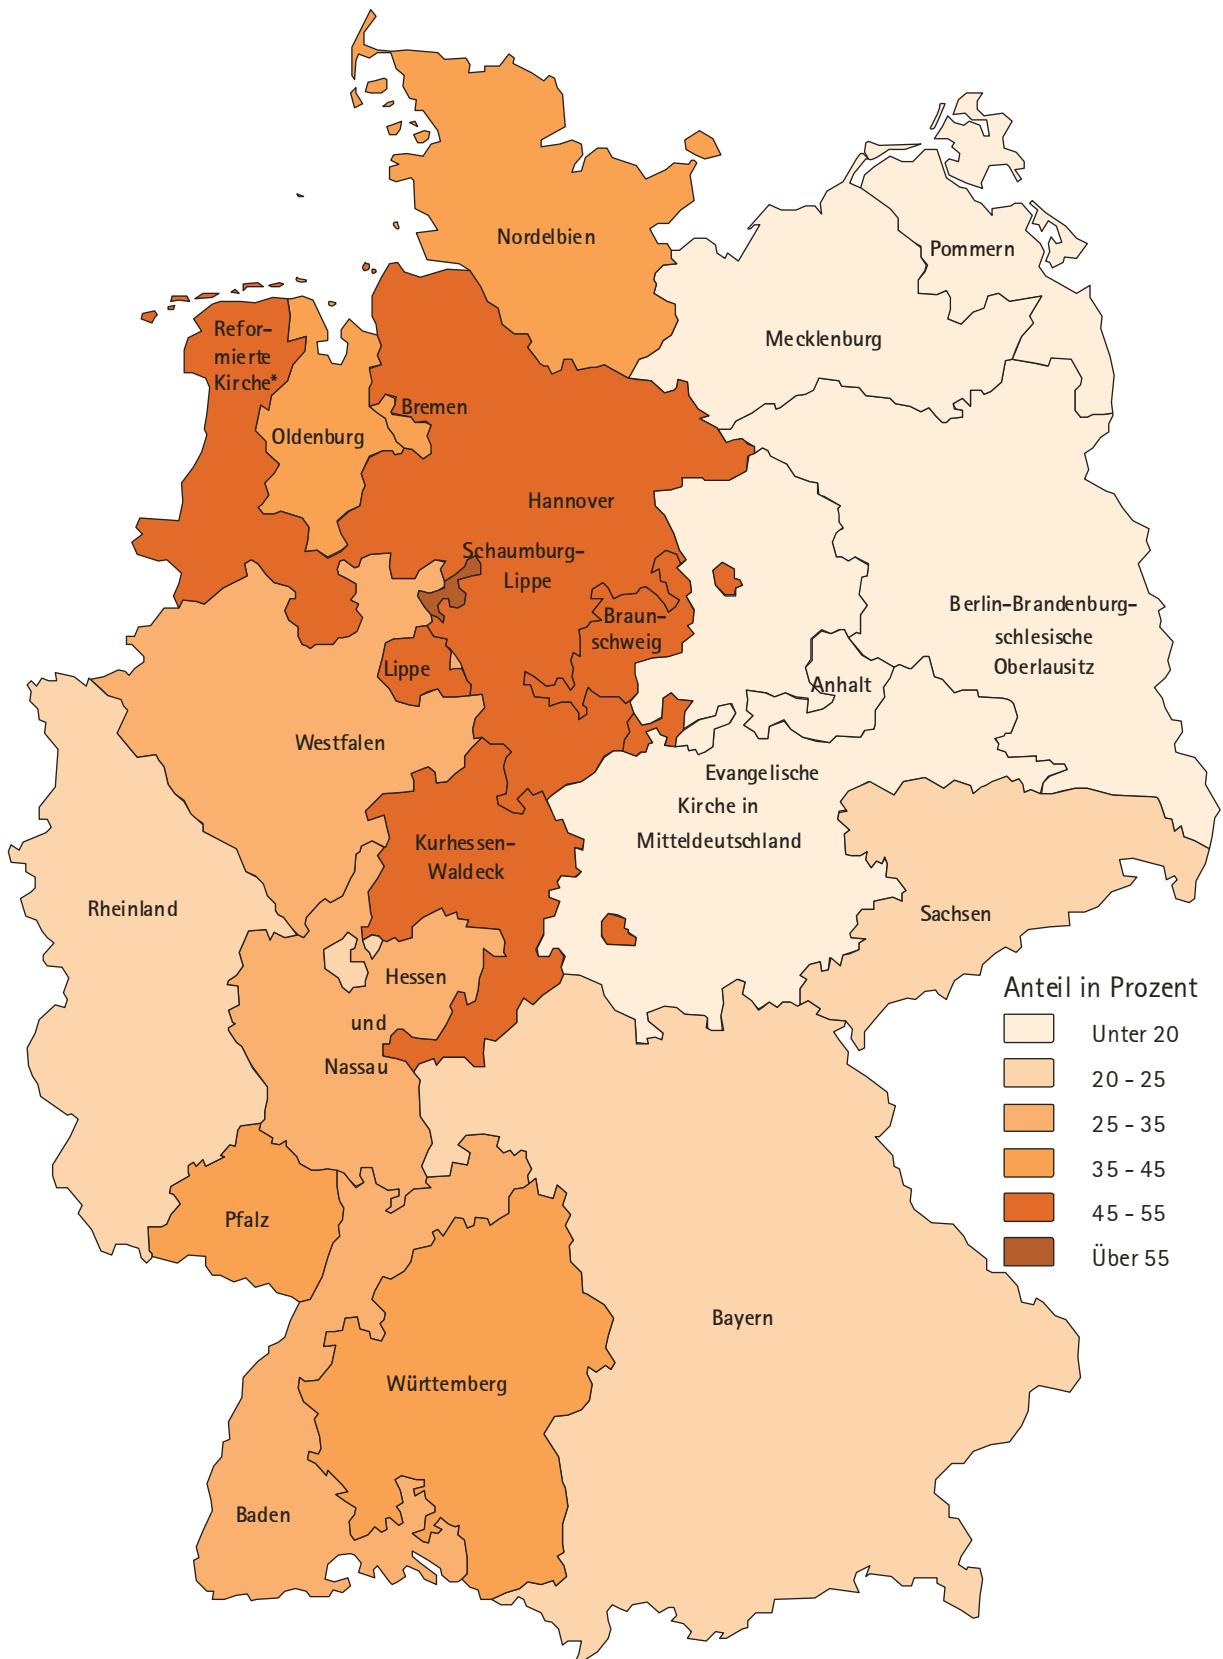 Nordelbien
Pommern
Mecklenburg
Refor-
mierte
Kirche*
Bremen
Oldenburg
Hannover
Schaumburg-
Lippe
Braun-
schweig
Berlin-Brandenburg-
schlesische
Oberlausitz
Lippe
Anhalt
Westfalen
Evangelische
Kirche in
Mitteldeutschland
Kurhessen-
Waldeck
Rheinland
Sachsen
Hessen
und
Nassau
Anteil in Prozent
Unter 20
20 - 25
25 - 35
35 - 45
45 - 55
Über 55
Pfalz
Bayern
Württemberg
Baden